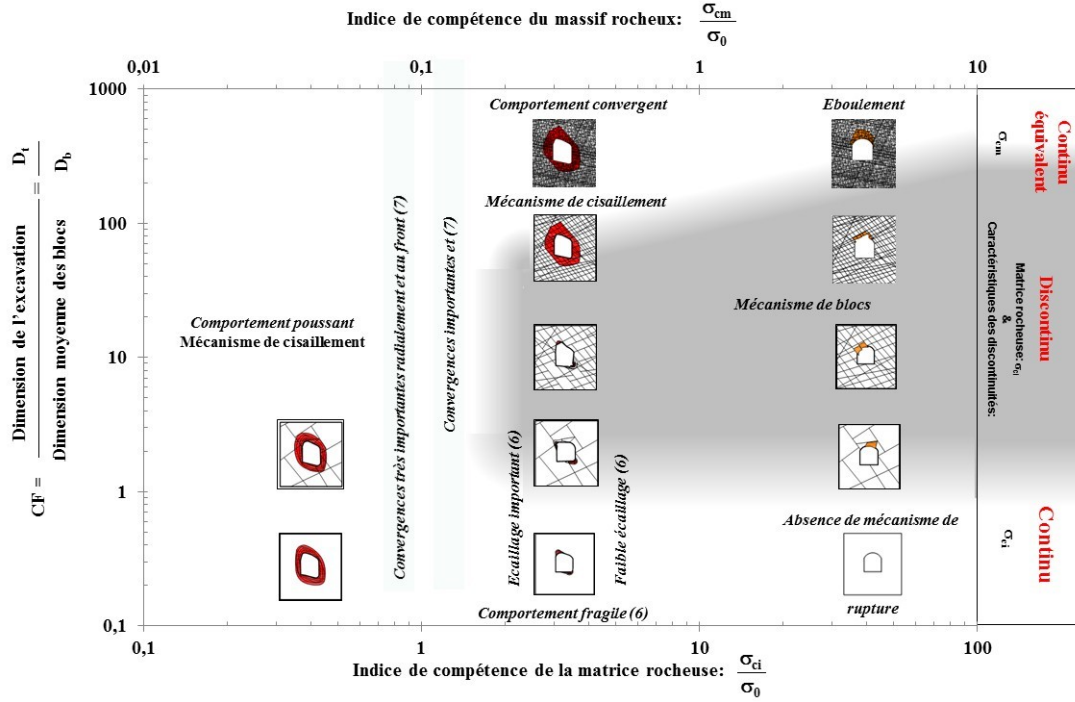 Indice de compétence du massif rocheux: σcm/σ0
0,01 0,1 1 10
1000
100
10
1
0,1
CF = Dimension de l'excavation / Dimension moyenne des blocs = Dt / Db
Comportement convergent
Eboulement
Mécanisme de cisaillement
Mécanisme de blocs
Comportement poussant
Mécanisme de cisaillement
Convergences très importantes radialement et au front (7)
Convergences importantes et (7)
Ecaillage important (6)
Faible écaillage (6)
Absence de mécanisme de
rupture
Comportement fragile (6)
σcm
Continu
équivalent
Caractéristiques des discontinuités:
&
Matrice rocheuse: σci
Discontinu
σci
Continu
0,1 1 10 100
Indice de compétence de la matrice rocheuse: σci/σ0